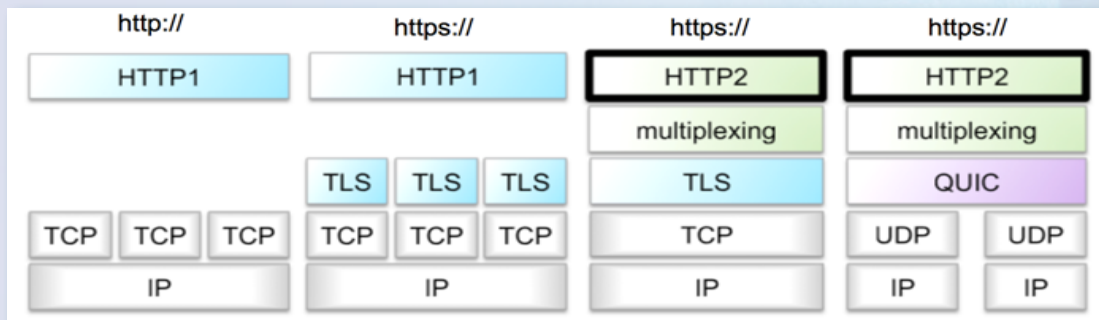 http:// https:// https:// https://
HTTP1 HTTP1 HTTP2 HTTP2
multiplexing multiplexing
TLS TLS TLS TLS QUIC
TCP TCP TCP TCP TCP TCP TCP UDP UDP
IP IP IP IP IP